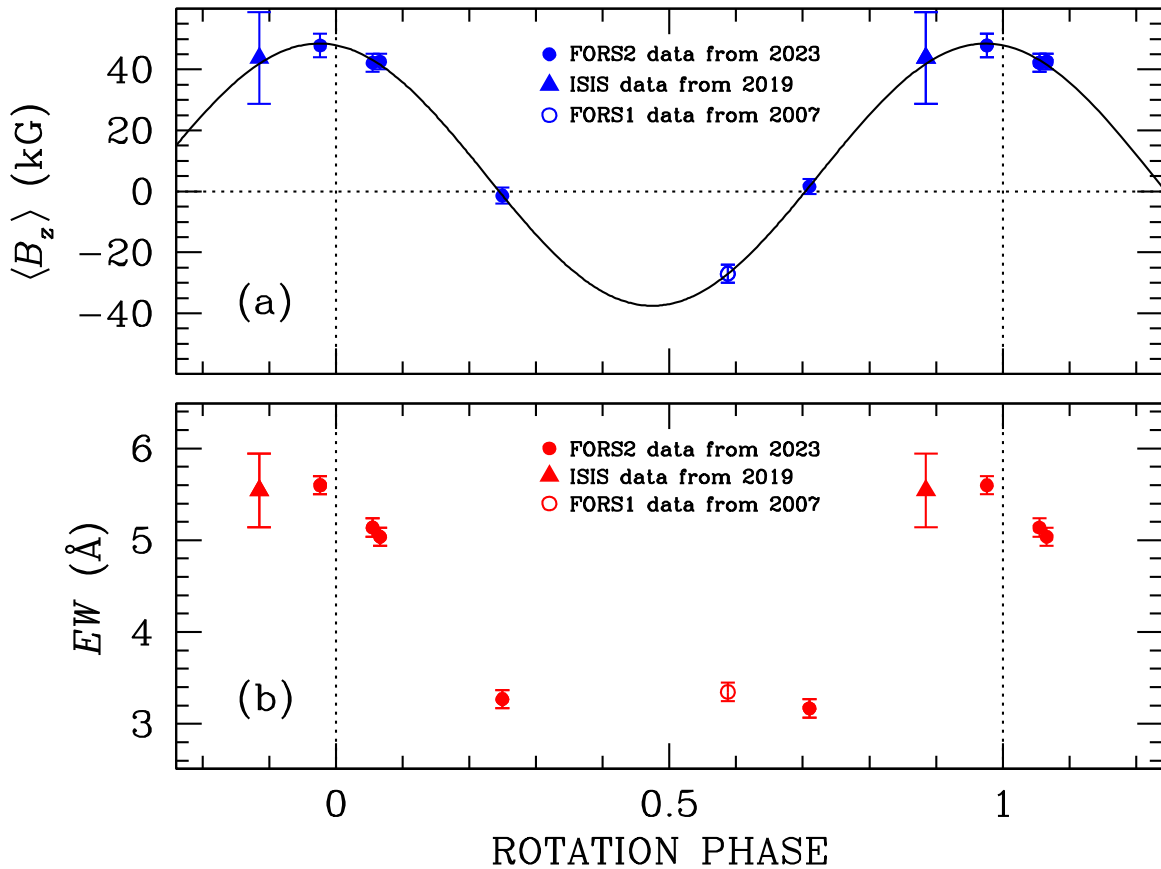 ⟨Bz⟩ (kG)
40
20
0
−20
−40
FORS2 data from 2023
ISIS data from 2019
FORS1 data from 2007
(a)
EW (Å)
6
5
4
3
FORS2 data from 2023
ISIS data from 2019
FORS1 data from 2007
(b)
0
0.5
1
ROTATION PHASE